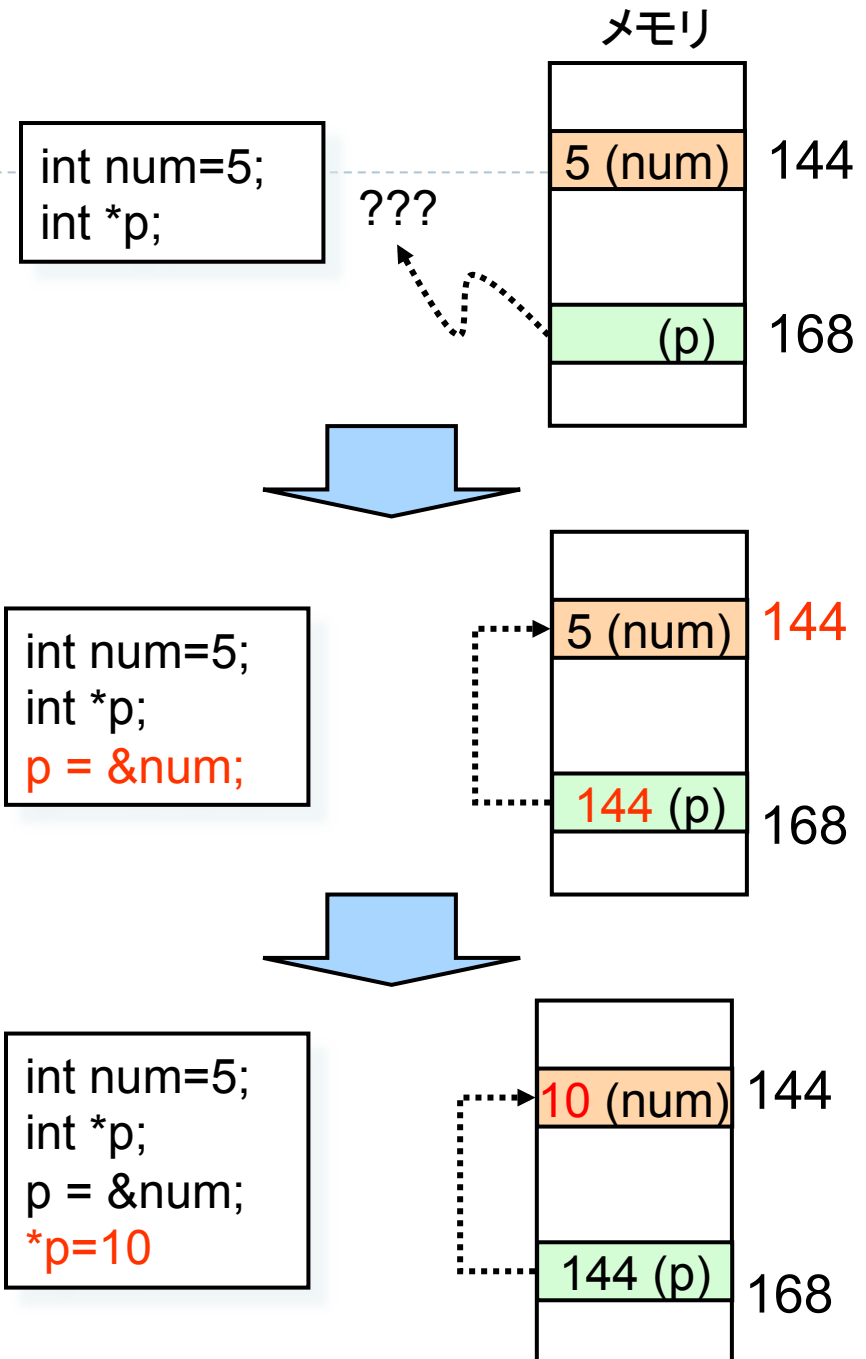 メモリ
int num=5;
int *p;
???
5 (num)
144
(p)
168
int num=5;
int *p;
p = &num;
5 (num)
144
144 (p)
168
int num=5;
int *p;
p = &num;
*p=10
10 (num)
144
144 (p)
168